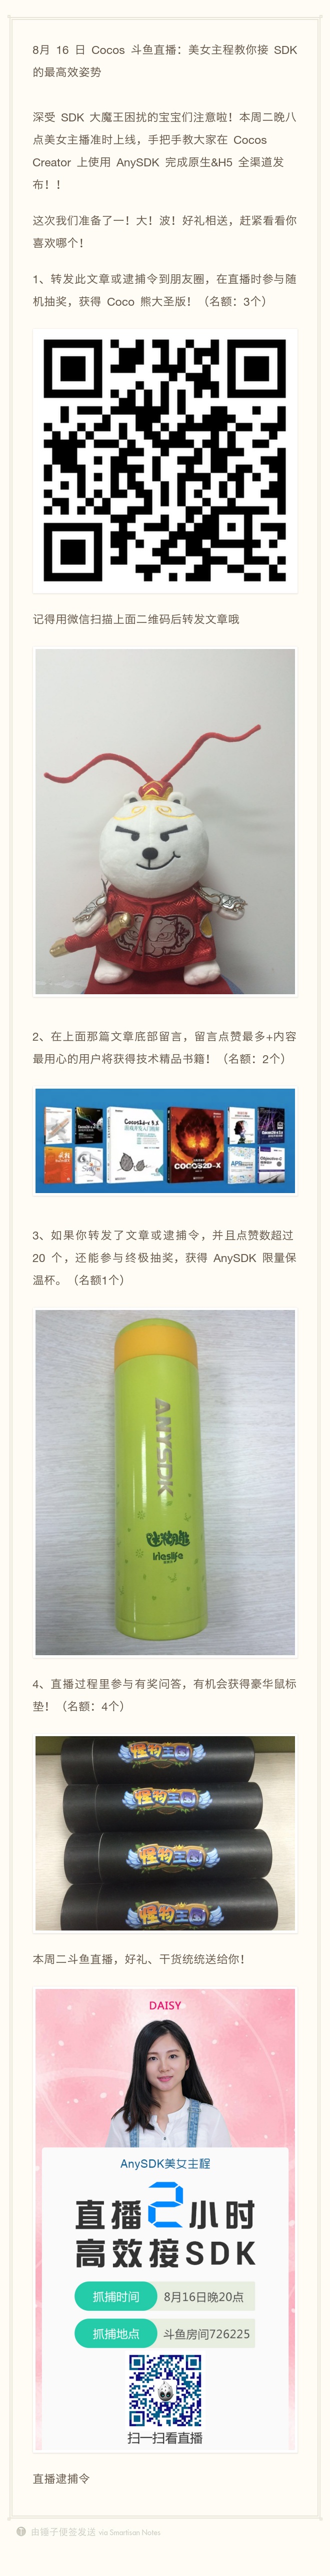 8月 16 日 Cocos 斗鱼直播：美女主程教你接 SDK
的最高效姿势
深受 SDK 大魔王困扰的宝宝们注意啦！本周二晚八
点美女主播准时上线，手把手教大家在 Cocos
Creator 上使用 AnySDK 完成原生&H5 全渠道发
布！！
这次我们准备了一！大！波！好礼相送，赶紧看看你
喜欢哪个！
1、转发此文章或逮捕令到朋友圈，在直播时参与随
机抽奖，获得 Coco 熊大圣版！（名额：3个）
记得用微信扫描上面二维码后转发文章哦
2、在上面那篇文章底部留言，留言点赞最多+内容
最用心的用户将获得技术精品书籍！（名额：2个）
COCOS2D-X
3、如果你转发了文章或逮捕令，并且点赞数超过
20 个，还能参与终极抽奖，获得 AnySDK 限量保
温杯。（名额1个）
ANYSDK
Irieslife
4、直播过程里参与有奖问答，有机会获得豪华鼠标
垫！（名额：4个）
怪物主
怪物主
怪物主
怪物主
本周二斗鱼直播，好礼、干货统统送给你！
DAISY
AnySDK美女主程
直播2小时
高效接SDK
抓捕时间 8月16日晚20点
抓捕地点 斗鱼房间726225
扫一扫看直播
直播逮捕令
由锤子便签发送 via Smartisan Notes